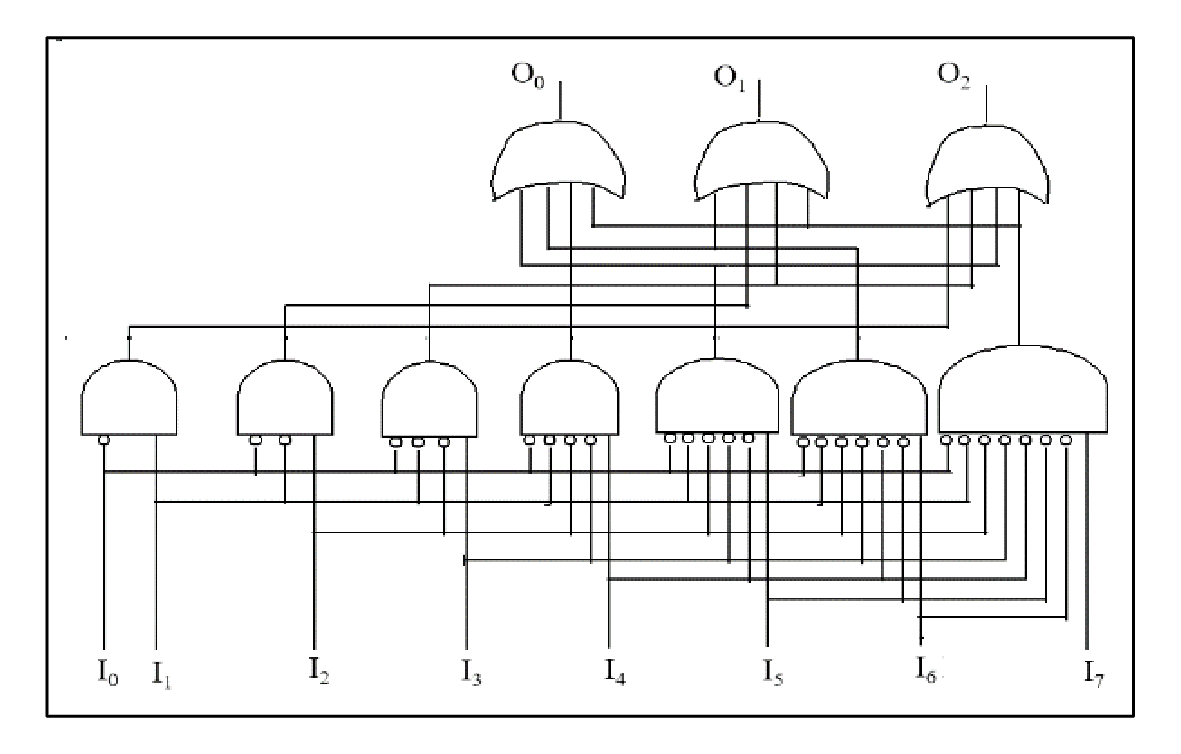 O₀ O₁ O₂
I₀ I₁ I₂ I₃ I₄ I₅ I₆ I₇